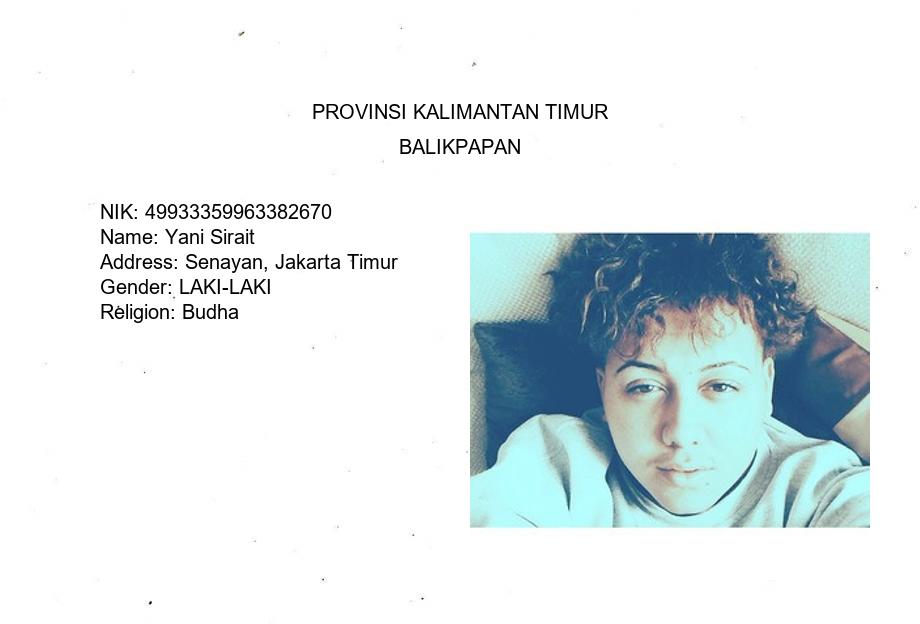 PROVINSI KALIMANTAN TIMUR
BALIKPAPAN
NIK: 49933359963382670
Name: Yani Sirait
Address: Senayan, Jakarta Timur
Gender: LAKI-LAKI
Religion: Budha